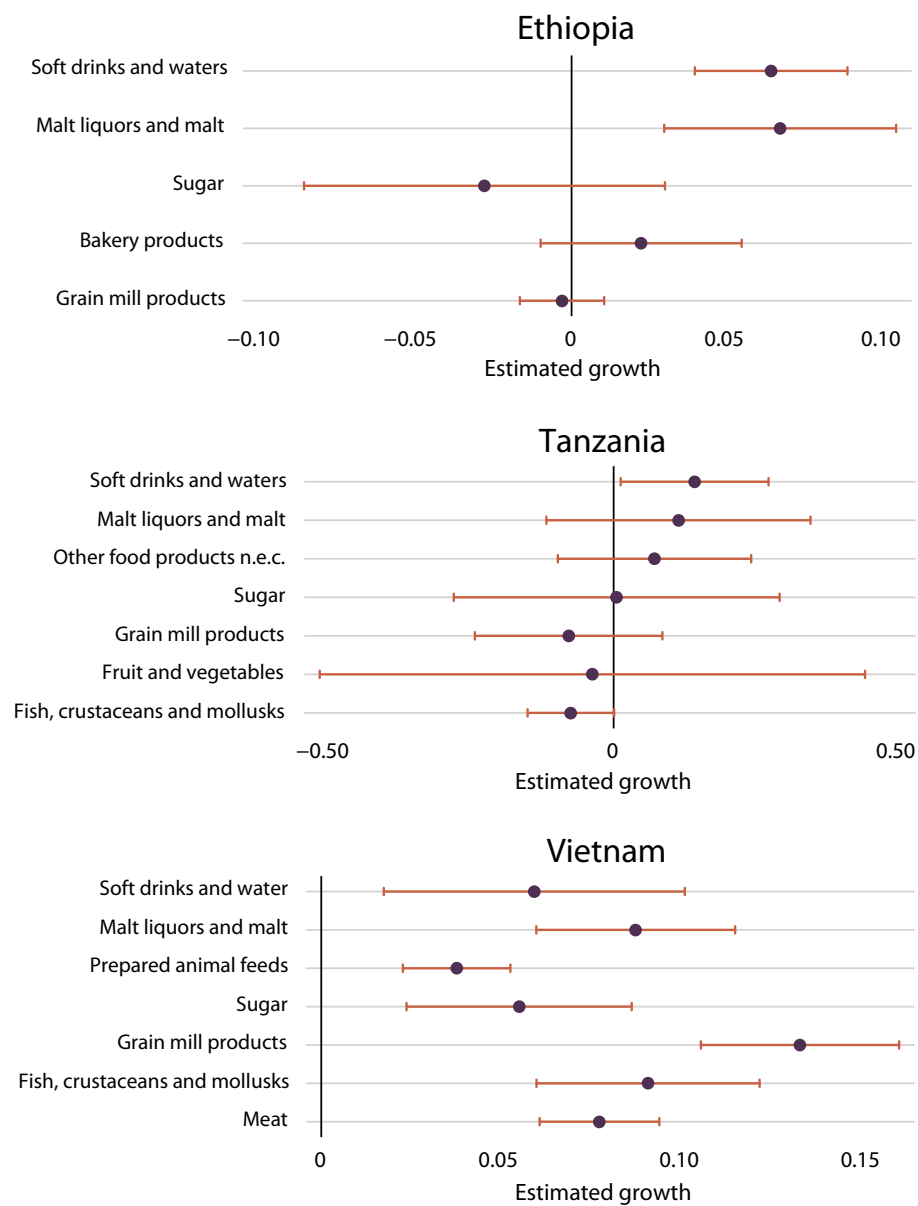 Ethiopia
Soft drinks and waters
Malt liquors and malt
Sugar
Bakery products
Grain mill products
−0.10 −0.05 0 0.05 0.10
Estimated growth
Tanzania
Soft drinks and waters
Malt liquors and malt
Other food products n.e.c.
Sugar
Grain mill products
Fruit and vegetables
Fish, crustaceans and mollusks
−0.50 0 0.50
Estimated growth
Vietnam
Soft drinks and water
Malt liquors and malt
Prepared animal feeds
Sugar
Grain mill products
Fish, crustaceans and mollusks
Meat
0 0.05 0.10 0.15
Estimated growth